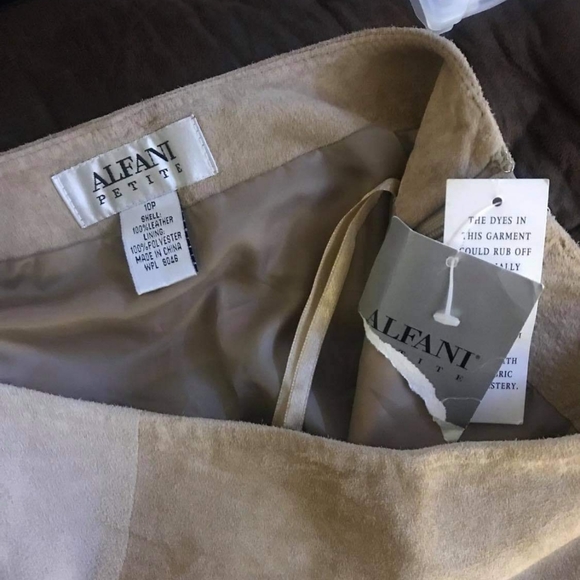 ALFANI
PETITE
10P
SHELL:
100%LEATHER
LINING:
100%POLYESTER
MADE IN CHINA
WPL 6046
THE DYES IN
THIS GARMENT
COULD RUB OFF
ALFANI
PETITE